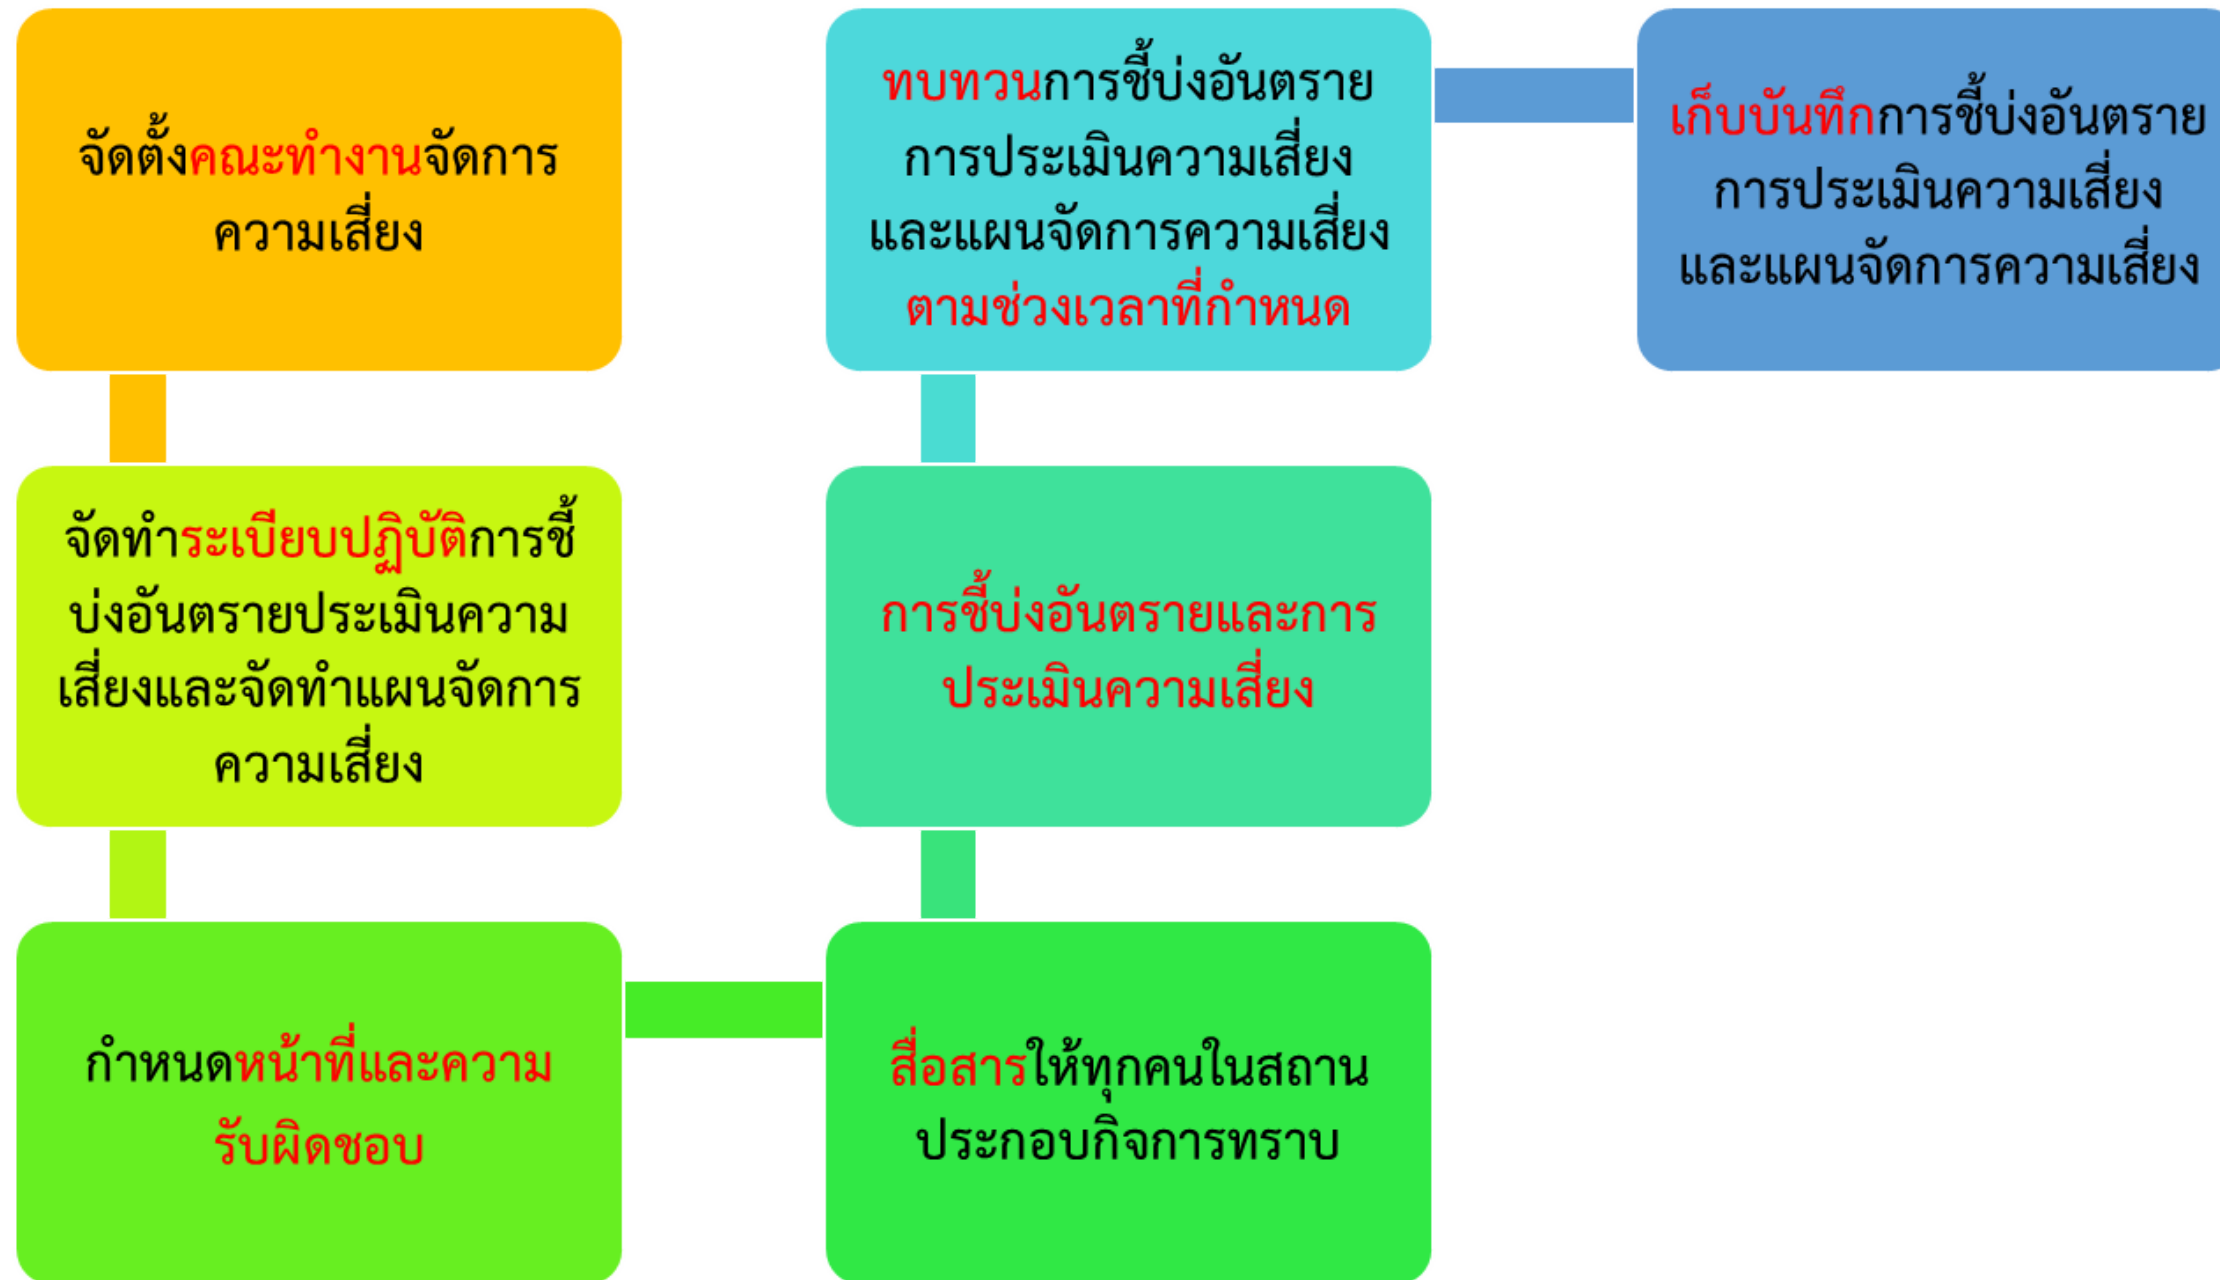 จัดตั้งคณะทำงานจัดการ
ความเสี่ยง
จัดทำระเบียบปฏิบัติการชี้
บ่งอันตรายประเมินความ
เสี่ยงและจัดทำแผนจัดการ
ความเสี่ยง
กำหนดหน้าที่และความ
รับผิดชอบ
สื่อสารให้ทุกคนในสถาน
ประกอบกิจการทราบ
การชี้บ่งอันตรายและการ
ประเมินความเสี่ยง
ทบทวนการชี้บ่งอันตราย
การประเมินความเสี่ยง
และแผนจัดการความเสี่ยง
ตามช่วงเวลาที่กำหนด
เก็บบันทึกการชี้บ่งอันตราย
การประเมินความเสี่ยง
และแผนจัดการความเสี่ยง